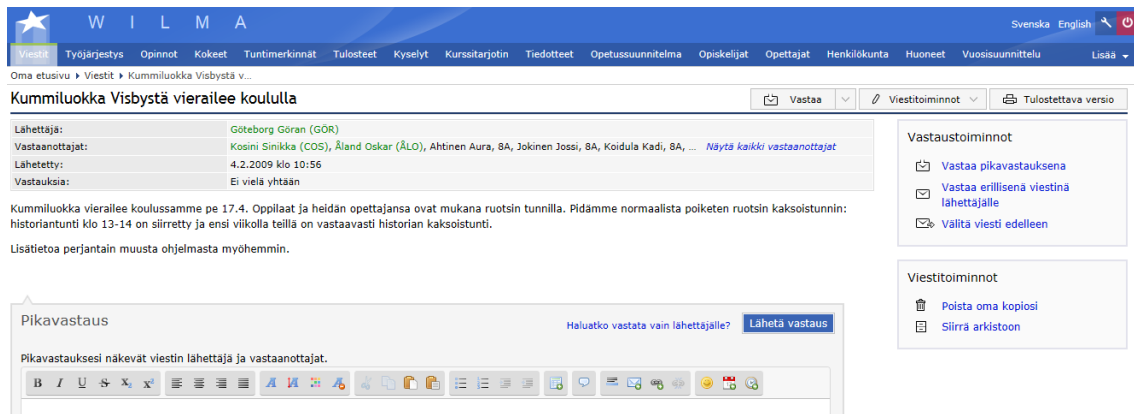 WILMA
Svenska English
Viestit Työjärjestys Opinnot Kokeet Tuntimerkinnät Tulosteet Kyselyt Kurssitarjotin Tiedotteet Opetussuunnitelma Opiskelijat Opettajat Henkilökunta Huoneet Vuosisuunnittelu Lisää
Oma etusivu Viestit Kummiluokka Visbystä v...
Kummiluokka Visbystä vierailee koululla
Vastaa Viestitoiminnot Tulostettava versio
Lähettäjä: Göteborg Göran (GÖR)
Vastaanottajat: Kosini Sinikka (COS), Åland Oskar (ÅLO), Ahtinen Aura, 8A, Jokinen Jossi, 8A, Koidula Kadi, 8A, ... Näytä kaikki vastaanottajat
Lähetetty: 4.2.2009 klo 10:56
Vastauksia: Ei vielä yhtään
Kummiluokka vierailee koulussamme pe 17.4. Oppilaat ja heidän opettajansa ovat mukana ruotsin tunnilla. Pidämme normaalista poiketen ruotsin kaksoistunnin:
historiantunti klo 13-14 on siirretty ja ensi viikolla teillä on vastaavasti historian kaksoistunti.
Lisätietoa perjantain muusta ohjelmasta myöhemmin.
Pikavastaus
Haluatko vastata vain lähettäjälle? Lähetä vastaus
Pikavastauksesi näkevät viestin lähettäjä ja vastaanottajat.
Vastaustoiminnot
Vastaa pikavastauksena
Vastaa erillisenä viestinä
lähettäjälle
Välitä viesti edelleen
Viestitoiminnot
Poista oma kopiosi
Siirrä arkistoon